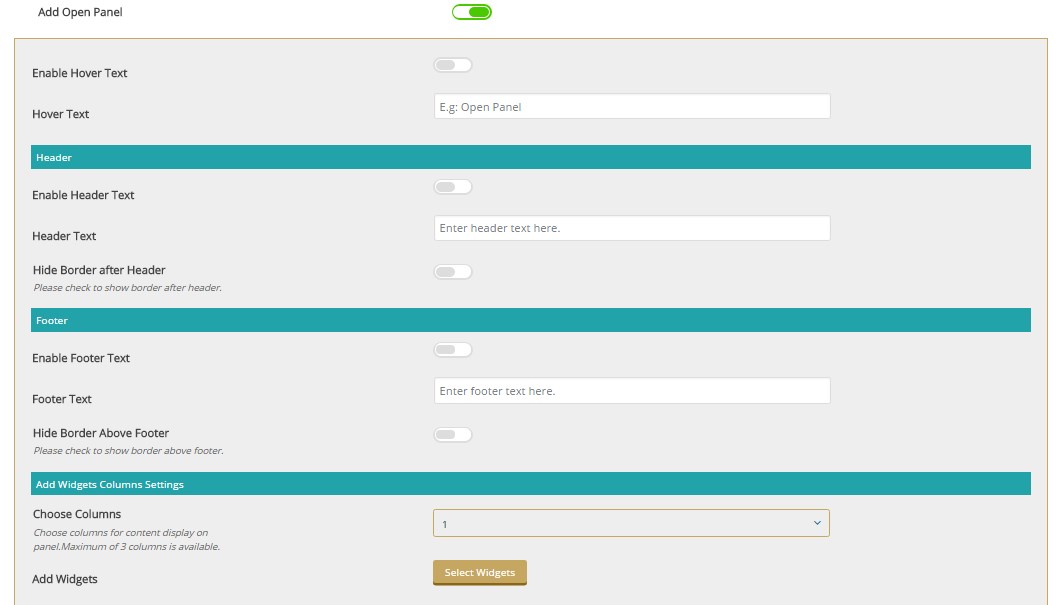 Add Open Panel
Enable Hover Text
Hover Text
E.g: Open Panel
Header
Enable Header Text
Header Text
Enter header text here.
Hide Border after Header
Please check to show border after header.
Footer
Enable Footer Text
Footer Text
Enter footer text here.
Hide Border Above Footer
Please check to show border above footer.
Add Widgets Columns Settings
Choose Columns
1
Choose columns for content display on
panel.Maximum of 3 columns is available.
Add Widgets
Select Widgets